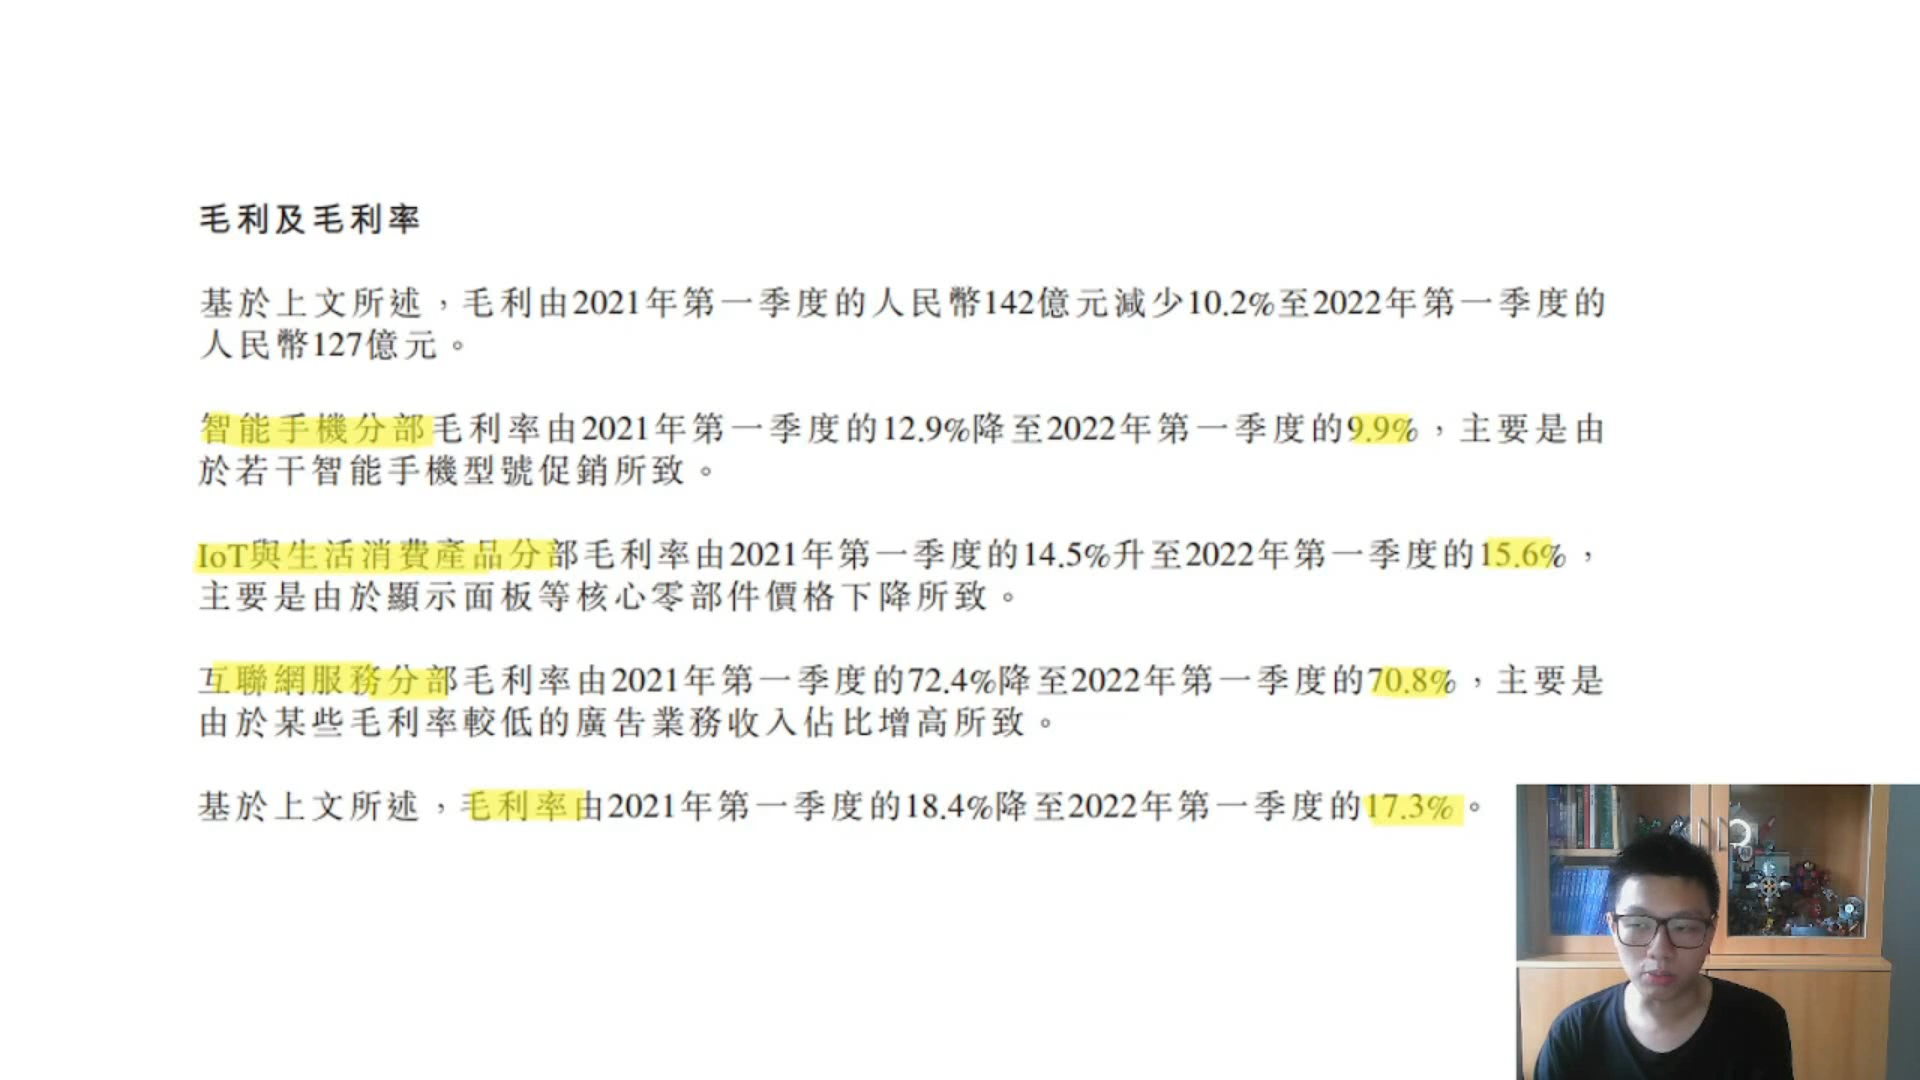 毛利及毛利率
基於上文所述，毛利由2021年第一季度的人民幣142億元減少10.2%至2022年第一季度的
人民幣127億元。
智能手機分部毛利率由2021年第一季度的12.9%降至2022年第一季度的9.9%，主要是由
於若干智能手機型號促銷所致。
IoT與生活消費產品分部毛利率由2021年第一季度的14.5%升至2022年第一季度的15.6%，
主要是由於顯示面板等核心零部件價格下降所致。
互聯網服務分部毛利率由2021年第一季度的72.4%降至2022年第一季度的70.8%，主要是
由於某些毛利率較低的廣告業務收入佔比增高所致。
基於上文所述，毛利率由2021年第一季度的18.4%降至2022年第一季度的17.3%。